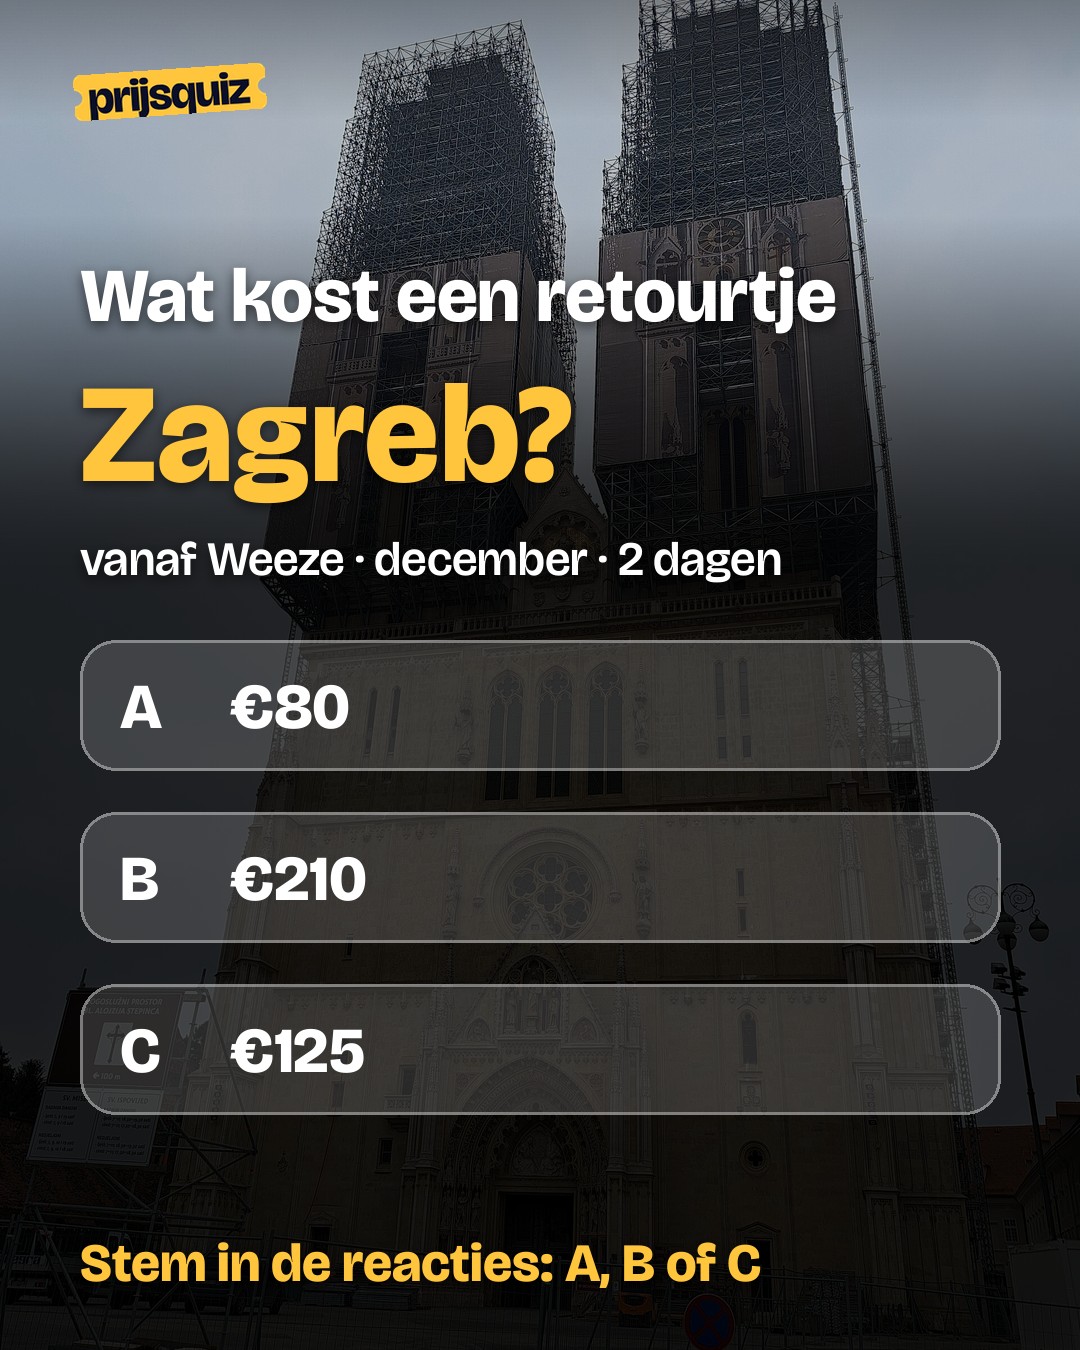 prijsquiz
Wat kost een retourtje
Zagreb?
vanaf Weeze · december · 2 dagen
A €80
B €210
C €125
Stem in de reacties: A, B of C